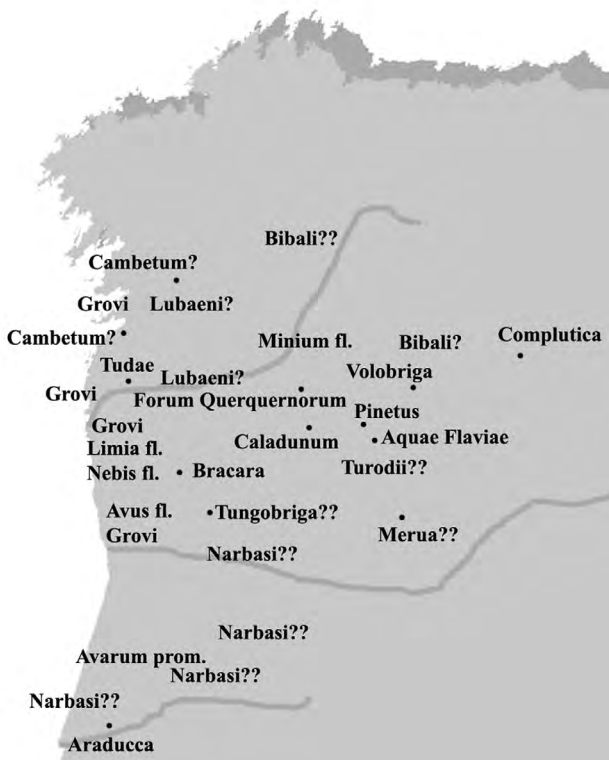 Bibali??
Cambetum?
Grovi Lubaeni?
Cambetum? Minium fl. Bibali? Complutica
Tudae Lubaeni? Volobriga
Grovi Forum Querquernorum
Grovi Caladunum Pinetus
Limia fl. Aquae Flaviae
Nebis fl. Bracara Turodii??
Avus fl. Tungobriga??
Grovi Narbasi?? Merua??
Narbasi??
Avarum prom.
Narbasi??
Narbasi??
Araducca